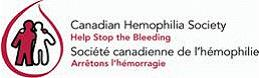 Canadian Hemophilia Society
Help Stop the Bleeding
Société canadienne de l'hémophilie
Arrêtons l'hémorragie